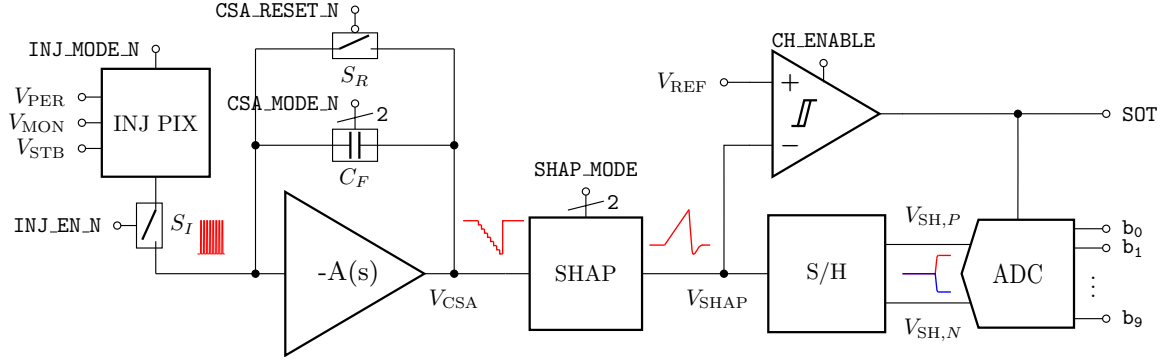 CSA_RESET_N
INJ_MODE_N
CH_ENABLE
S_R
V_PER
V_MON
V_STB
INJ PIX
CSA_MODE_N
2
V_REF
+
−
SOT
C_F
SHAP_MODE
2
INJ_EN_N
S_I
-A(s)
V_CSA
SHAP
V_SHAP
S/H
V_SH,P
V_SH,N
ADC
b_0
b_1
⋮
b_9